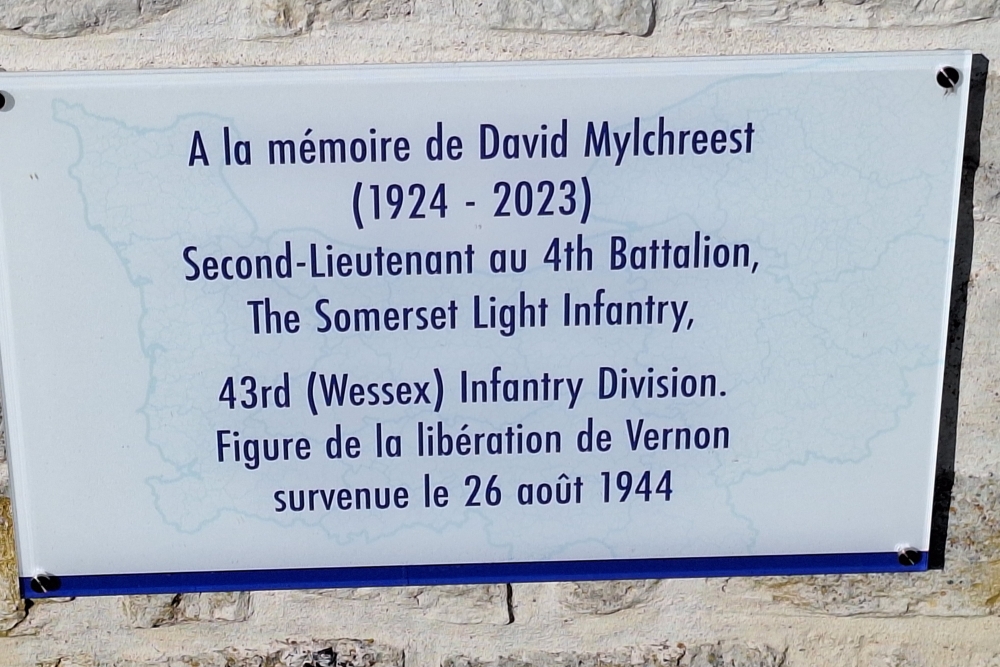 A la mémoire de David Mylchreest
(1924 - 2023)
Second-Lieutenant au 4th Battalion,
The Somerset Light Infantry,
43rd (Wessex) Infantry Division.
Figure de la libération de Vernon
survenue le 26 août 1944